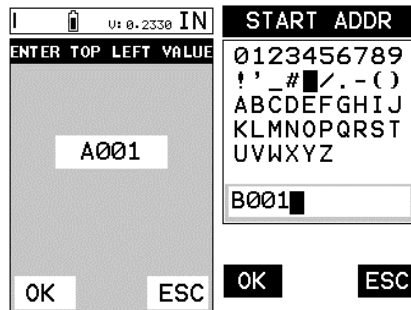 V: 0.2330 IN
ENTER TOP LEFT VALUE
A001
OK ESC
START ADDR
0123456789
!'_#█/.-()
ABCDEFGHIJ
KLMNOPQRST
UVWXYZ
B001
OK ESC